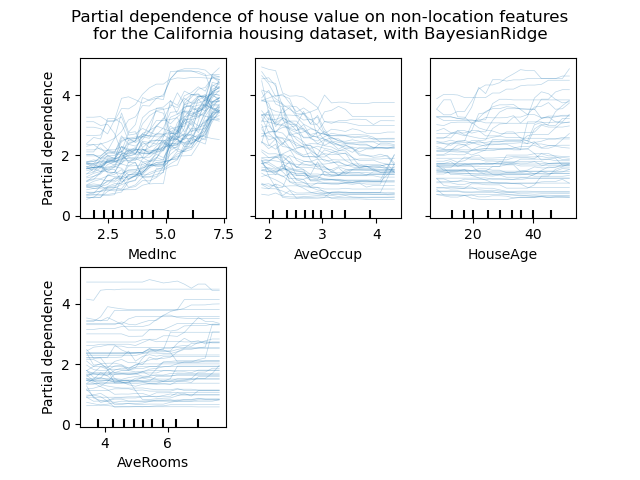 Partial dependence of house value on non-location features
for the California housing dataset, with BayesianRidge
Partial dependence
4
2
0
2.5 5.0 7.5
MedInc
2 3 4
AveOccup
20 40
HouseAge
Partial dependence
4
2
0
4 6
AveRooms